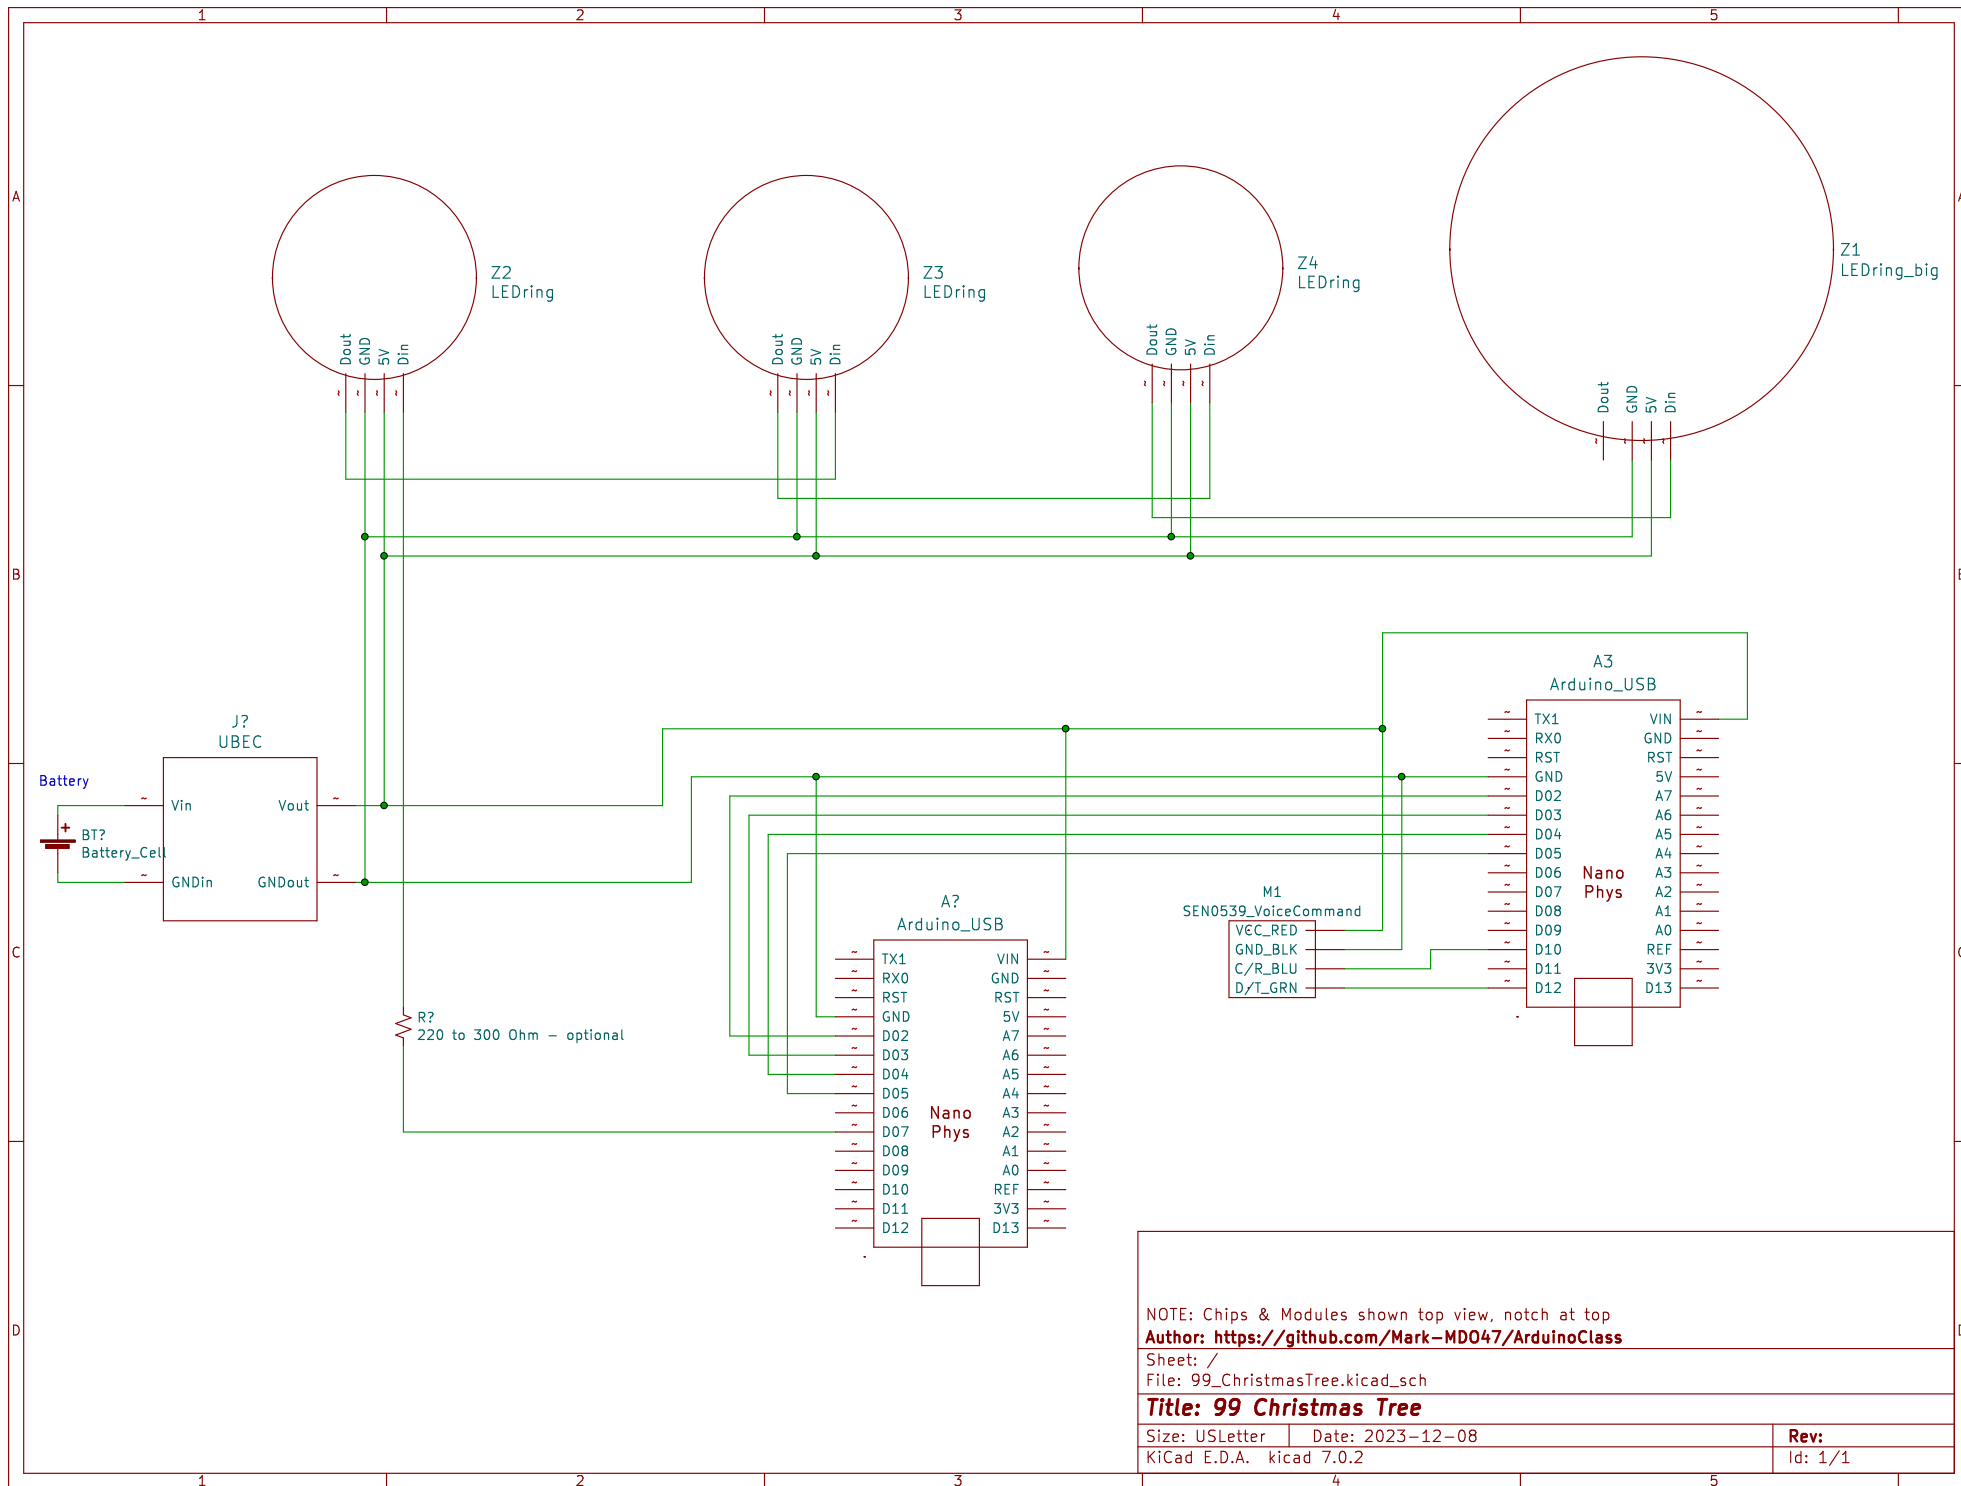 1 2 3 4 5
A
A
B
B
C
C
D
D
Z2
LEDring
Dout
GND
5V
Din
~ ~ ~ ~
Z3
LEDring
Dout
GND
5V
Din
~ ~ ~ ~
Z4
LEDring
Dout
GND
5V
Din
~ ~ ~ ~
Z1
LEDring_big
Dout
GND
5V
Din
~ ~ ~ ~
J?
UBEC
~ Vin Vout ~
~ GNDin GNDout ~
Battery
+
BT?
Battery_Cell
R?
220 to 300 Ohm – optional
A?
Arduino_USB
~ TX1 VIN ~
~ RX0 GND ~
~ RST RST ~
~ GND 5V ~
~ D02 A7 ~
~ D03 A6 ~
~ D04 A5 ~
~ D05 A4 ~
~ D06 A3 ~
~ D07 A2 ~
~ D08 A1 ~
~ D09 A0 ~
~ D10 REF ~
~ D11 3V3 ~
~ D12 D13 ~
Nano
Phys
M1
SEN0539_VoiceCommand
VCC_RED
GND_BLK
C/R_BLU
D/T_GRN
A3
Arduino_USB
~ TX1 VIN ~
~ RX0 GND ~
~ RST RST ~
~ GND 5V ~
~ D02 A7 ~
~ D03 A6 ~
~ D04 A5 ~
~ D05 A4 ~
~ D06 A3 ~
~ D07 A2 ~
~ D08 A1 ~
~ D09 A0 ~
~ D10 REF ~
~ D11 3V3 ~
~ D12 D13 ~
Nano
Phys
NOTE: Chips & Modules shown top view, notch at top
Author: https://github.com/Mark-MDO47/ArduinoClass
Sheet: /
File: 99_ChristmasTree.kicad_sch
Title: 99 Christmas Tree
Size: USLetter Date: 2023-12-08 Rev:
KiCad E.D.A. kicad 7.0.2 Id: 1/1
1 2 3 4 5